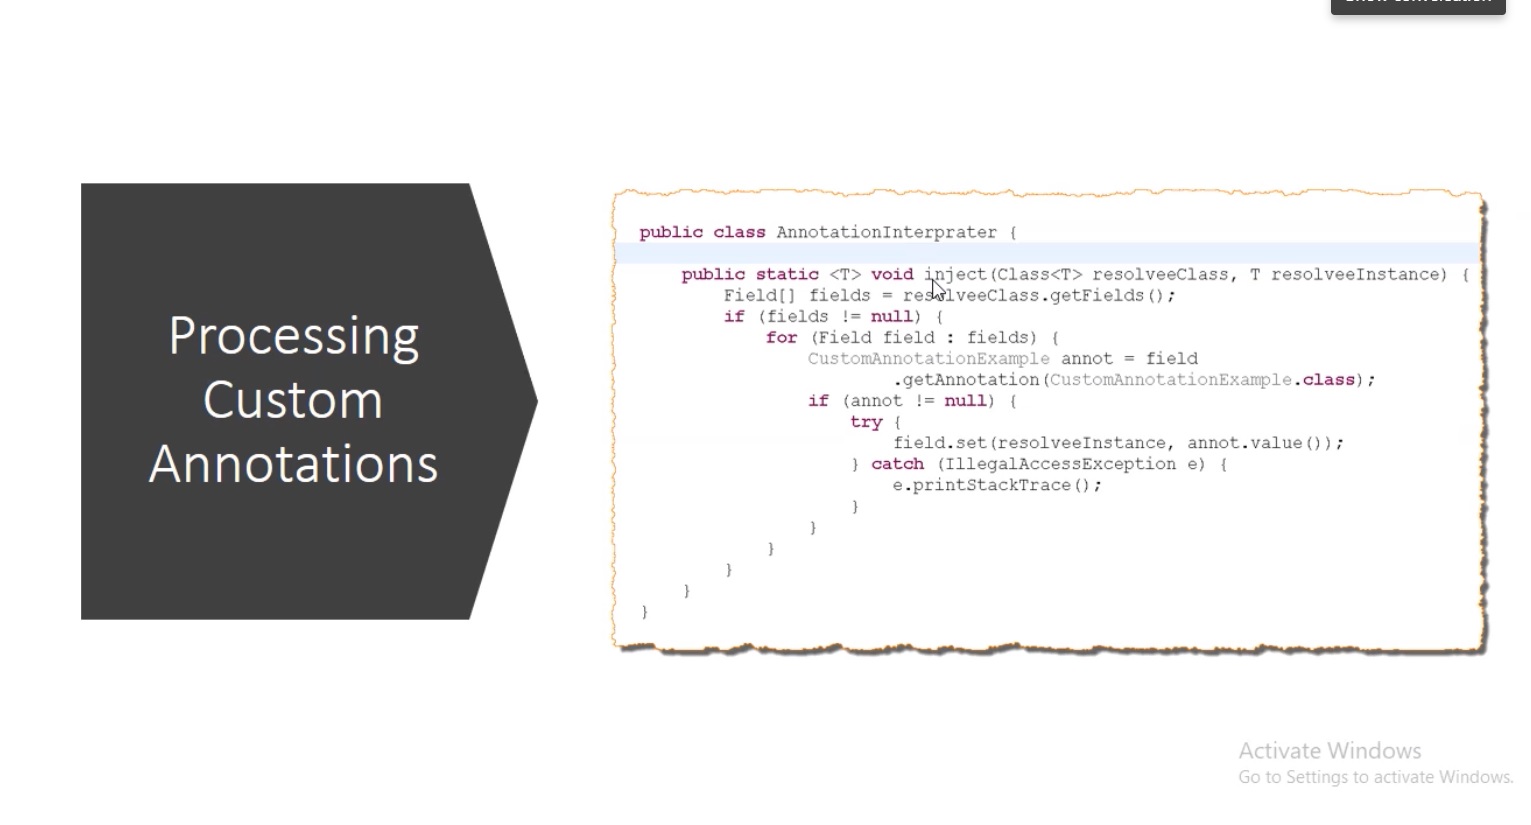 Processing
Custom
Annotations
public class AnnotationInterprater {
public static <T> void inject(Class<T> resolveeClass, T resolveeInstance) {
Field[] fields = resolveeClass.getFields();
if (fields != null) {
for (Field field : fields) {
CustomAnnotationExample annot = field
.getAnnotation(CustomAnnotationExample.class);
if (annot != null) {
try {
field.set(resolveeInstance, annot.value());
} catch (IllegalAccessException e) {
e.printStackTrace();
}
}
}
}
}
}
Activate Windows
Go to Settings to activate Windows.